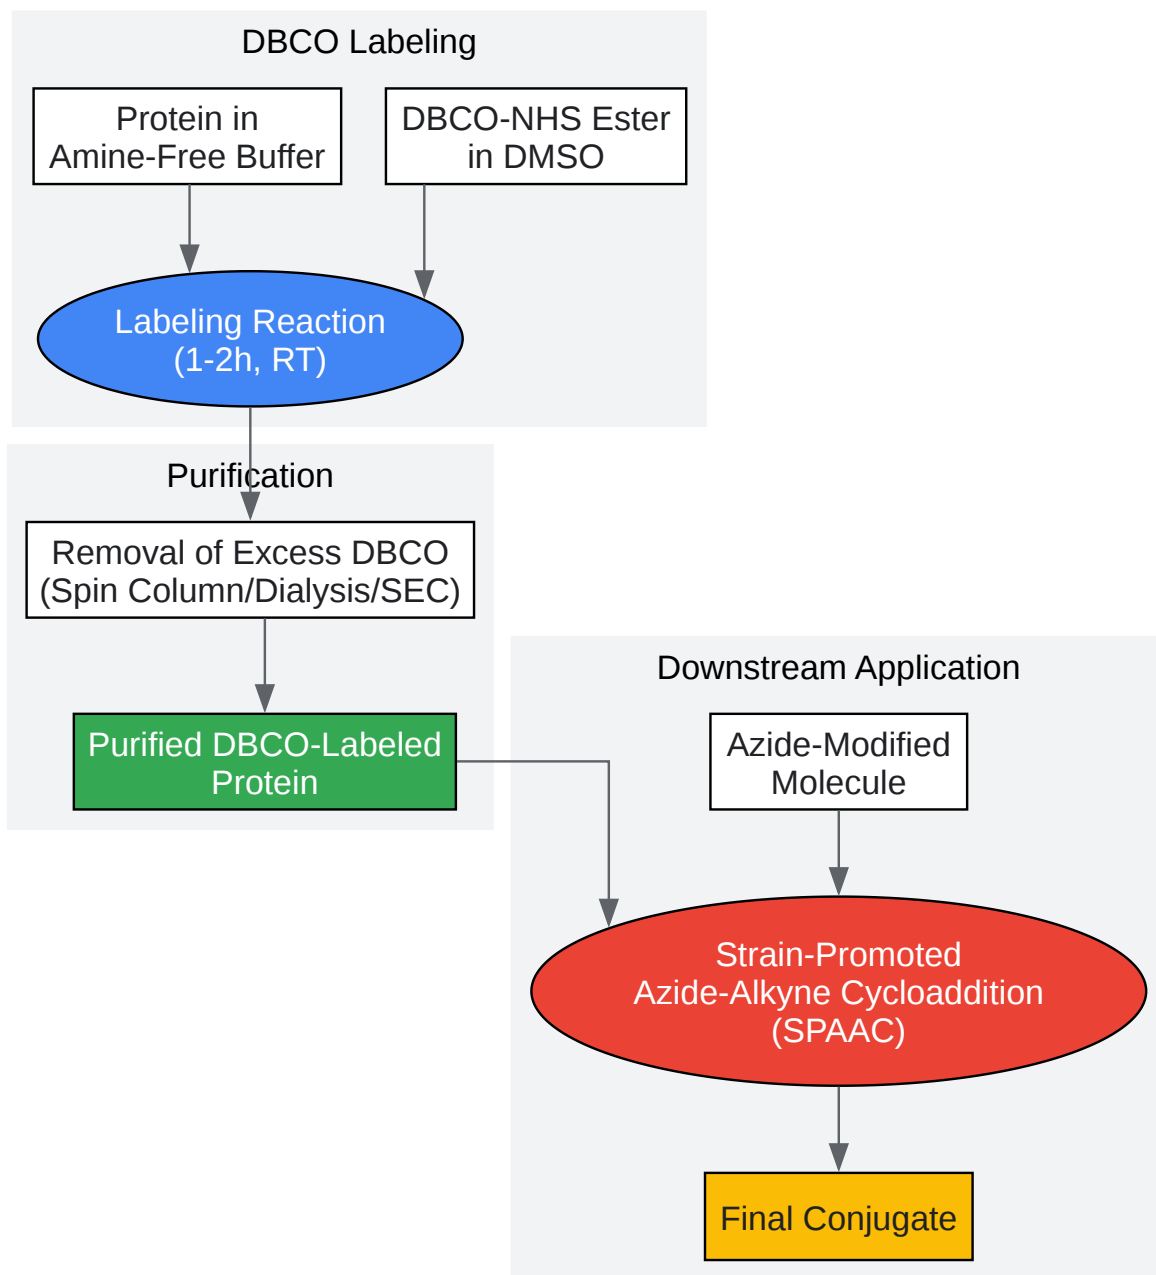 DBCO Labeling
Protein in
Amine-Free Buffer
DBCO-NHS Ester
in DMSO
Labeling Reaction
(1-2h, RT)
Purification
Removal of Excess DBCO
(Spin Column/Dialysis/SEC)
Purified DBCO-Labeled
Protein
Downstream Application
Azide-Modified
Molecule
Strain-Promoted
Azide-Alkyne Cycloaddition
(SPAAC)
Final Conjugate